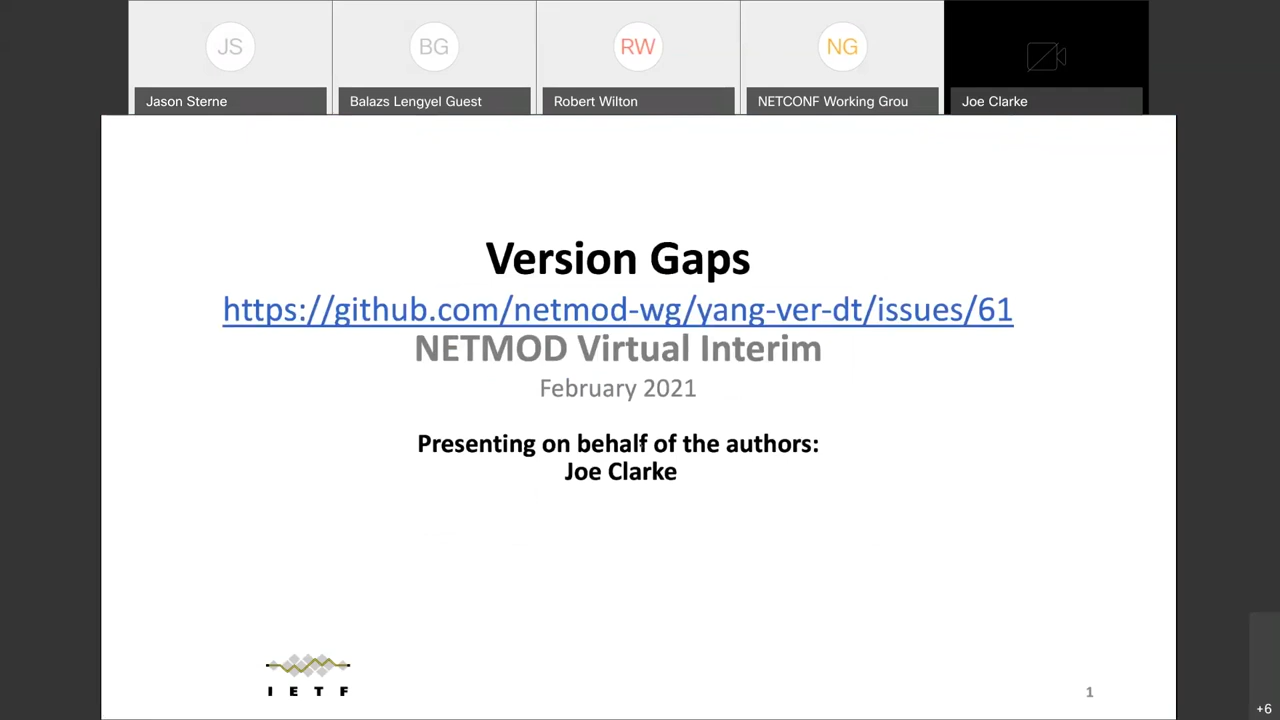 JS
BG
RW
NG
Jason Sterne
Balazs Lengyel Guest
Robert Wilton
NETCONF Working Grou
Joe Clarke
Version Gaps
https://github.com/netmod-wg/yang-ver-dt/issues/61
NETMOD Virtual Interim
February 2021
Presenting on behalf of the authors:
Joe Clarke
I E T F
1
+6